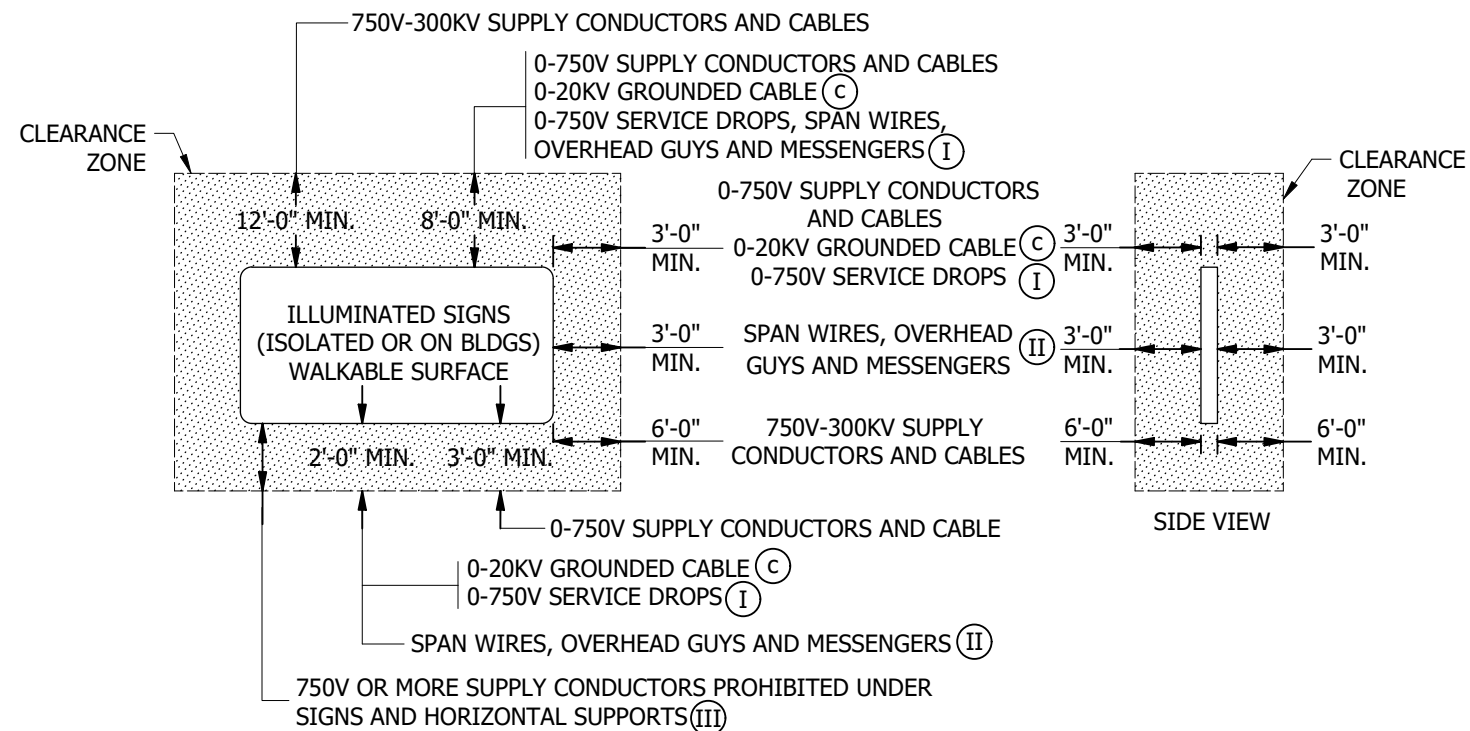 750V-300KV SUPPLY CONDUCTORS AND CABLES
0-750V SUPPLY CONDUCTORS AND CABLES
0-20KV GROUNDED CABLE C
0-750V SERVICE DROPS, SPAN WIRES,
OVERHEAD GUYS AND MESSENGERS I
CLEARANCE
ZONE
CLEARANCE
ZONE
12'-0" MIN.
8'-0" MIN.
3'-0"
MIN.
0-750V SUPPLY CONDUCTORS
AND CABLES
0-20KV GROUNDED CABLE C
0-750V SERVICE DROPS I
3'-0"
MIN.
3'-0"
MIN.
ILLUMINATED SIGNS
(ISOLATED OR ON BLDGS)
WALKABLE SURFACE
3'-0"
MIN.
SPAN WIRES, OVERHEAD
GUYS AND MESSENGERS II
3'-0"
MIN.
3'-0"
MIN.
2'-0" MIN.
3'-0" MIN.
6'-0"
MIN.
750V-300KV SUPPLY
CONDUCTORS AND CABLES
6'-0"
MIN.
6'-0"
MIN.
SIDE VIEW
0-750V SUPPLY CONDUCTORS AND CABLE
0-20KV GROUNDED CABLE C
0-750V SERVICE DROPS I
SPAN WIRES, OVERHEAD GUYS AND MESSENGERS II
750V OR MORE SUPPLY CONDUCTORS PROHIBITED UNDER
SIGNS AND HORIZONTAL SUPPORTS III